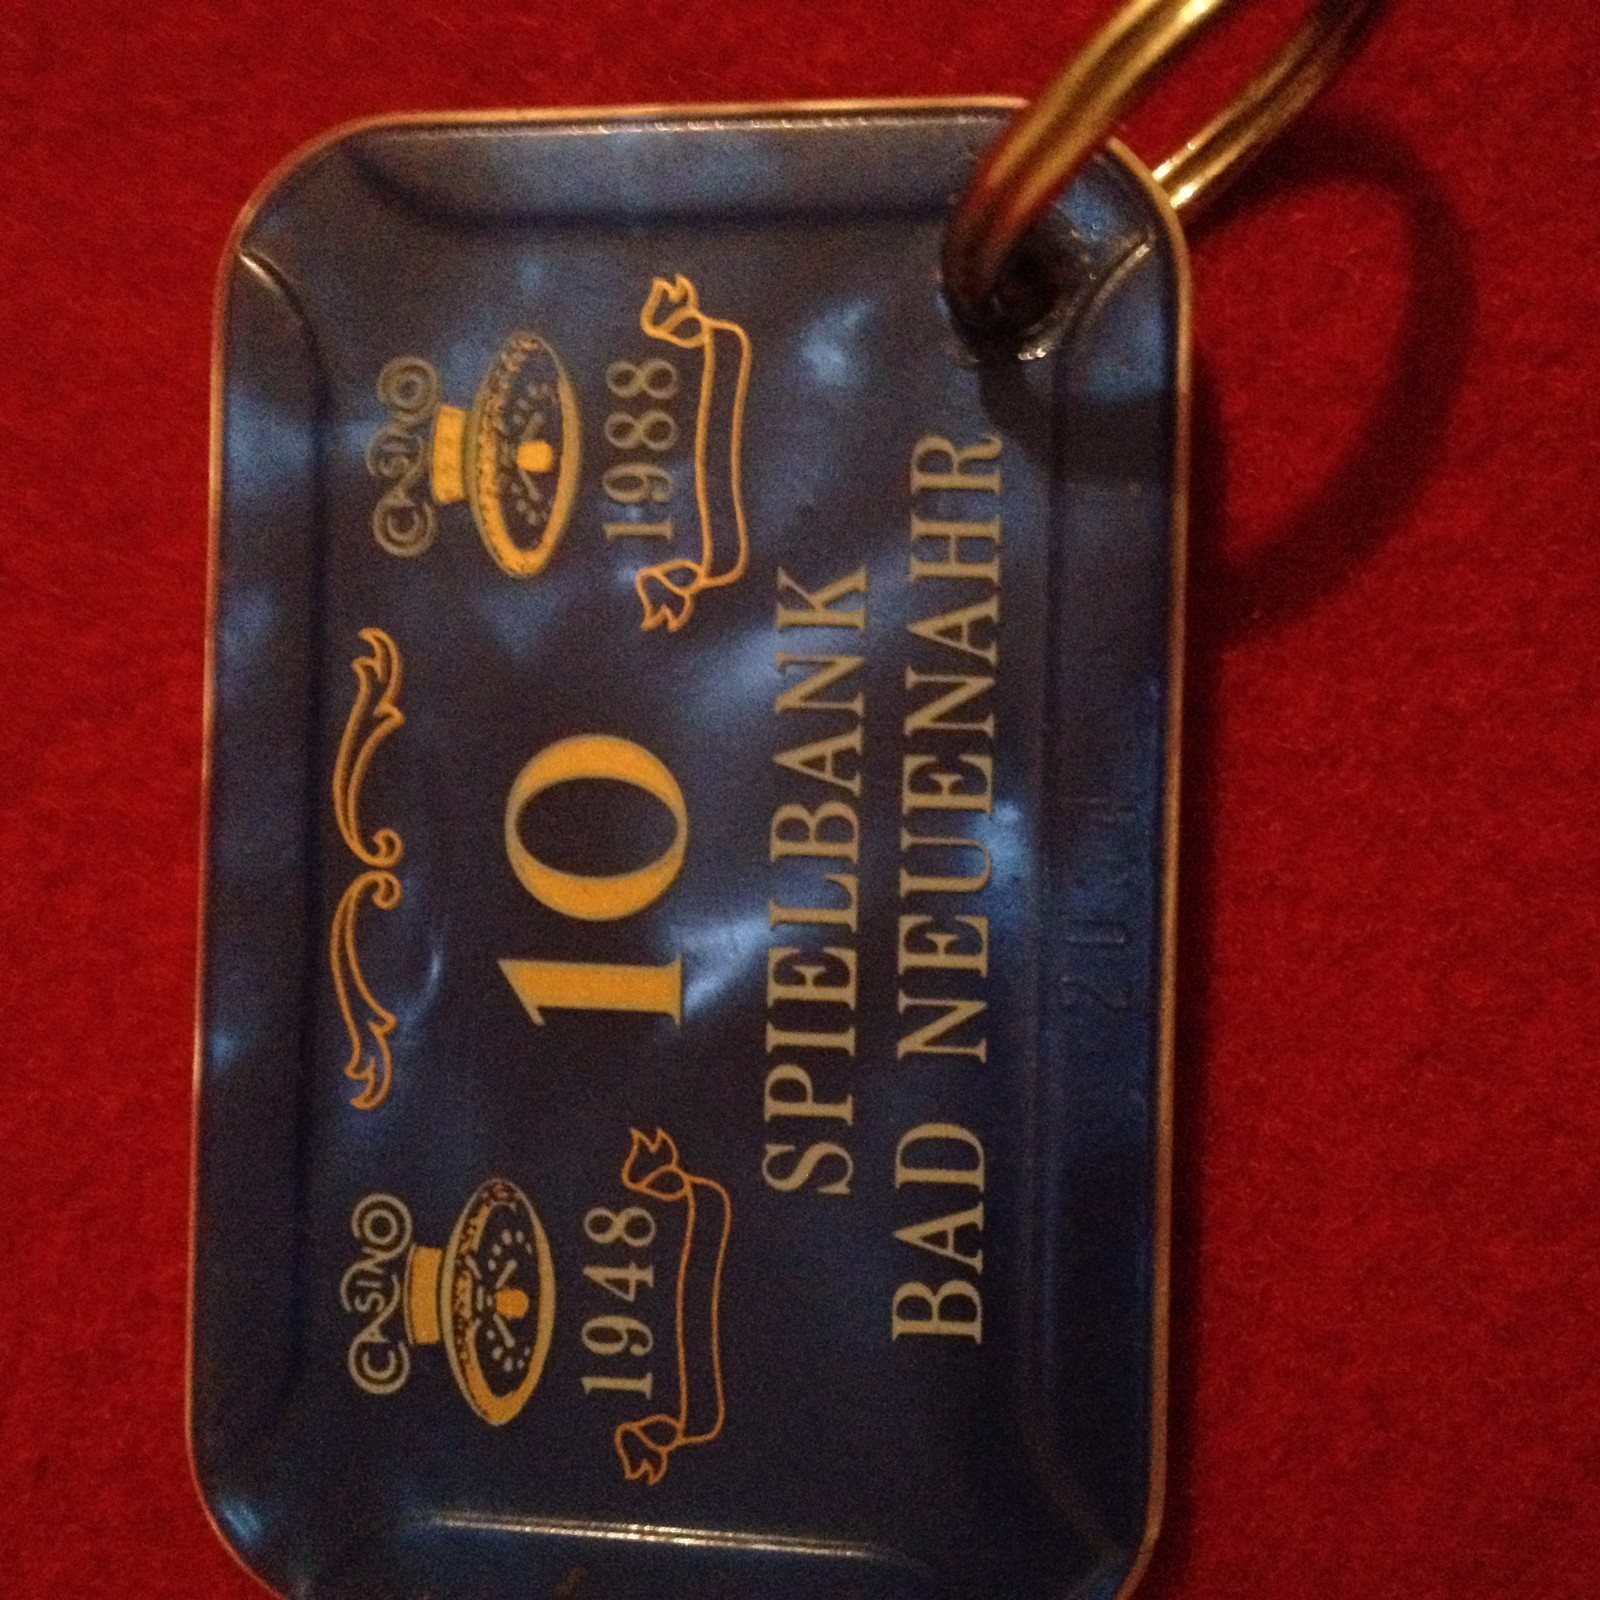 CASINO
1948
10
CASINO
1988
SPIELBANK
BAD NEUENAHR